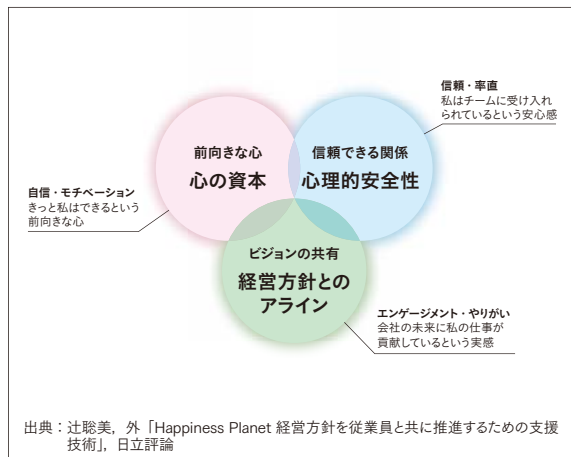 信頼・率直
私はチームに受け入れ
られているという安心感
前向きな心
心の資本
信頼できる関係
心理的安全性
自信・モチベーション
きっと私はできるという
前向きな心
ビジョンの共有
経営方針との
アライン
エンゲージメント・やりがい
会社の未来に私の仕事が
貢献しているという実感
出典：辻聡美，外「Happiness Planet 経営方針を従業員と共に推進するための支援
技術」，日立評論